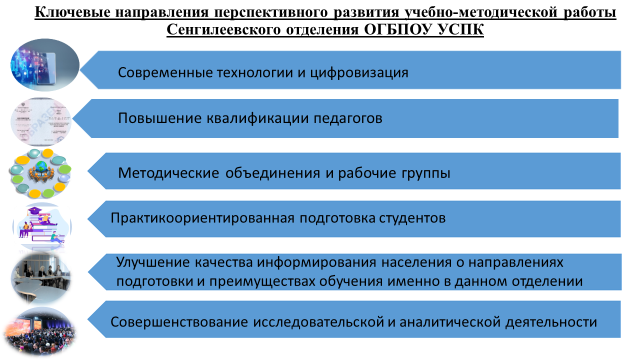 Ключевые направления перспективного развития учебно-методической работы
Сенгилеевского отделения ОГБПОУ УСПК
Современные технологии и цифровизация
Повышение квалификации педагогов
Методические объединения и рабочие группы
Практикоориентированная подготовка студентов
Улучшение качества информирования населения о направлениях
подготовки и преимуществах обучения именно в данном отделении
Совершенствование исследовательской и аналитической деятельности